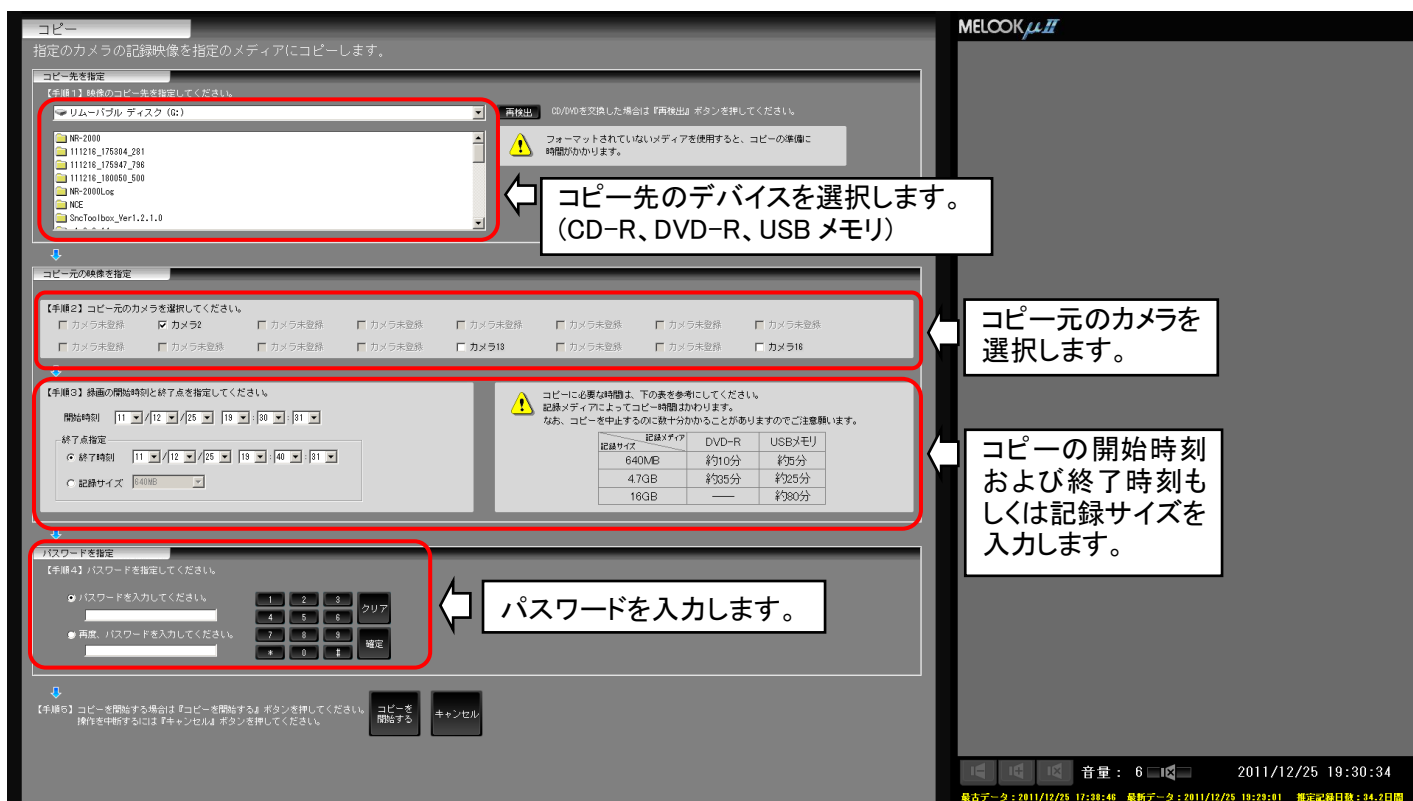 コピー
指定のカメラの記録映像を指定のメディアにコピーします。
MELOOKμⅡ
コピー先を指定
【手順1】映像のコピー先を指定してください。
リムーバブル ディスク (G:)
再検出
CD/DVDを交換した場合は『再検出』ボタンを押してください。
NR-2000
111216_175304_281
111216_175947_796
111216_180050_500
NR-2000Log
NCE
SncToolbox_Ver1.2.1.0
フォーマットされていないメディアを使用すると、コピーの準備に
時間がかかります。
コピー先のデバイスを選択します。
(CD-R、DVD-R、USB メモリ)
コピー元の映像を指定
【手順2】コピー元のカメラを選択してください。
カメラ未登録 カメラ2 カメラ未登録 カメラ未登録 カメラ未登録 カメラ未登録 カメラ未登録 カメラ未登録
カメラ未登録 カメラ未登録 カメラ未登録 カメラ未登録 カメラ13 カメラ未登録 カメラ未登録 カメラ16
コピー元のカメラを
選択します。
【手順3】録画の開始時刻と終了点を指定してください。
開始時刻 11 / 12 / 25 19 : 30 : 31
終了点指定
終了時刻 11 / 12 / 25 19 : 40 : 31
記録サイズ 640MB
コピーに必要な時間は、下の表を参考にしてください。
記録メディアによってコピー時間はかわります。
なお、コピーを中止するのに数十分かかることがありますのでご注意願います。
記録サイズ 記録メディア DVD-R USBメモリ
640MB 約10分 約5分
4.7GB 約35分 約25分
16GB —— 約80分
コピーの開始時刻
および終了時刻も
しくは記録サイズを
入力します。
パスワードを指定
【手順4】パスワードを指定してください。
パスワードを入力してください。
再度、パスワードを入力してください。
1 2 3
4 5 6
7 8 9
* 0 #
クリア
確定
パスワードを入力します。
【手順5】コピーを開始する場合は『コピーを開始する』ボタンを押してください。
操作を中断するには『キャンセル』ボタンを押してください。
コピーを
開始する
キャンセル
音量： 6
2011/12/25 19:30:34
最古データ：2011/12/25 17:38:46 最新データ：2011/12/25 19:29:01 推定記録日数：34.2日間